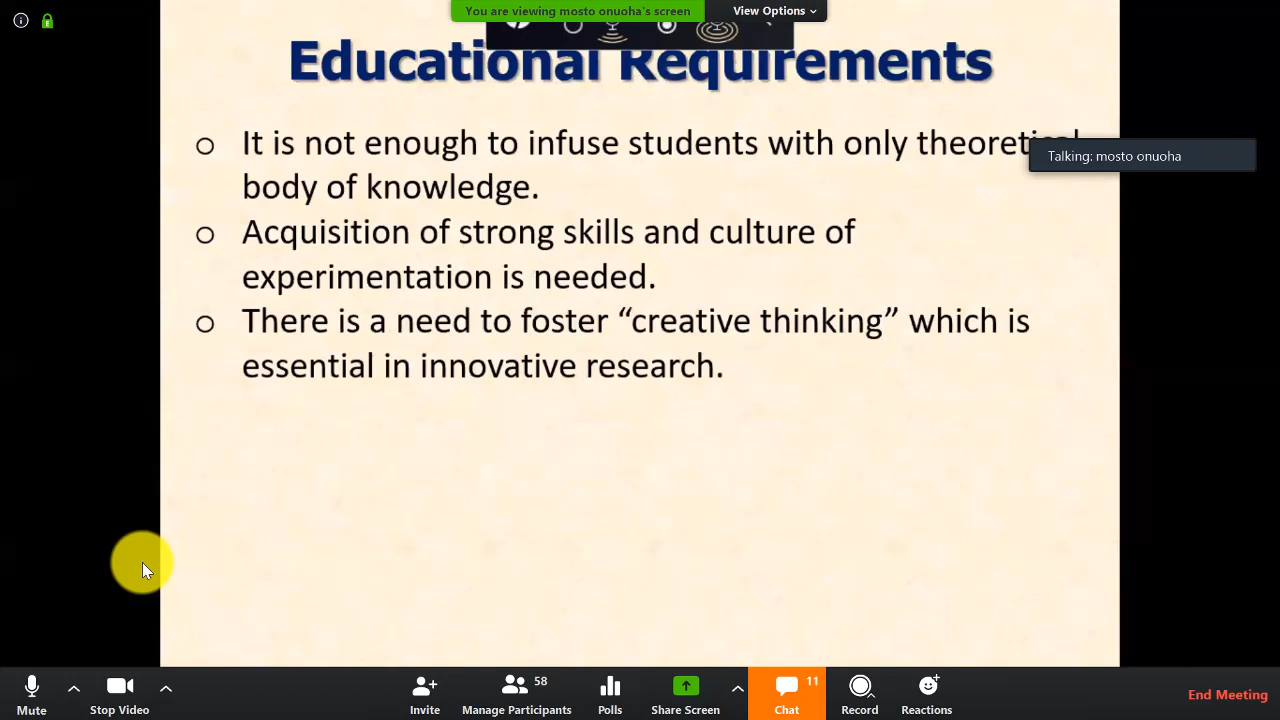 You are viewing mosto onuoha's screen View Options
E
Educational Requirements
o It is not enough to infuse students with only theoretical
Talking: mosto onuoha
body of knowledge.
o Acquisition of strong skills and culture of
experimentation is needed.
o There is a need to foster “creative thinking” which is
essential in innovative research.
58 11
Mute Stop Video Invite Manage Participants Polls Share Screen Chat Record Reactions End Meeting